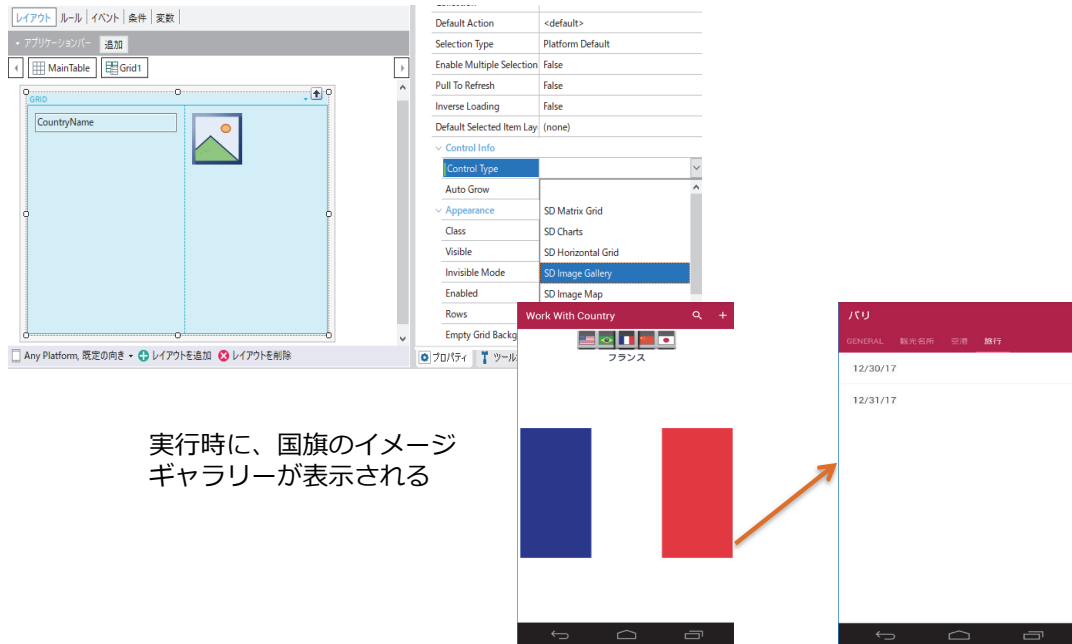 レイアウト ルール イベント 条件 変数
アプリケーションバー 追加
MainTable Grid1
GRID
CountryName
Any Platform, 既定の向き レイアウトを追加 レイアウトを削除
Default Action <default>
Selection Type Platform Default
Enable Multiple Selection False
Pull To Refresh False
Inverse Loading False
Default Selected Item Lay (none)
Control Info
Control Type
Auto Grow
Appearance SD Matrix Grid
Class SD Charts
Visible SD Horizontal Grid
Invisible Mode SD Image Gallery
Enabled SD Image Map
Rows
Empty Grid Backg
プロパティ ツール
Work With Country
フランス
パリ
GENERAL 観光名所 空港 旅行
12/30/17
12/31/17
実行時に、国旗のイメージ
ギャラリーが表示される